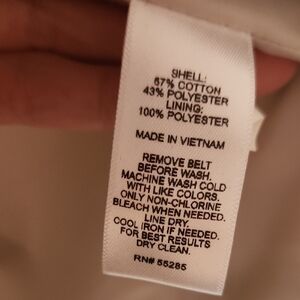 SHELL:
57% COTTON
43% POLYESTER
LINING:
100% POLYESTER
MADE IN VIETNAM
REMOVE BELT
BEFORE WASH.
MACHINE WASH COLD
WITH LIKE COLORS.
ONLY NON-CHLORINE
BLEACH WHEN NEEDED.
LINE DRY.
COOL IRON IF NEEDED.
FOR BEST RESULTS
DRY CLEAN.
RN# 55285